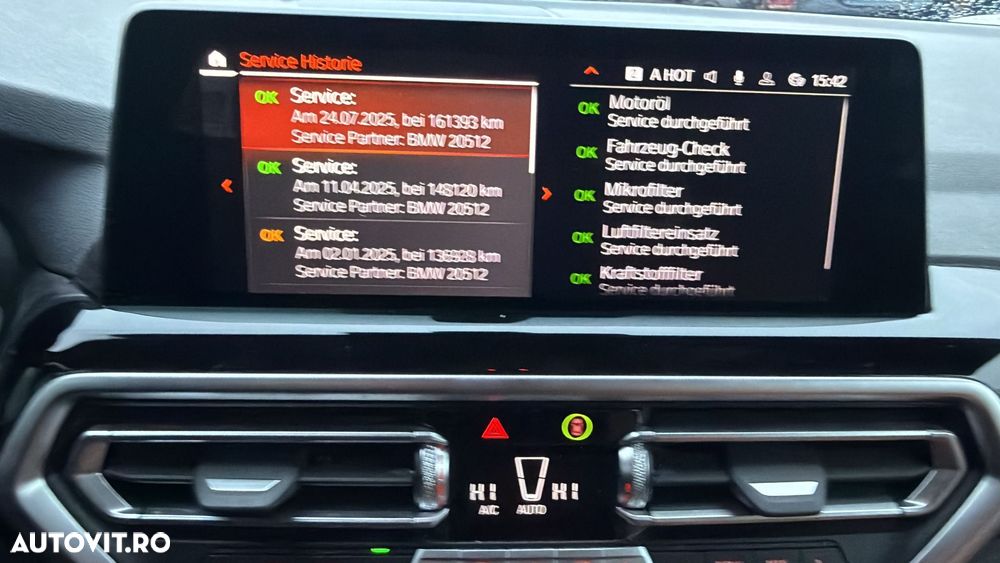 Service Historie
A HOT
15:42
OK Service:
Am 24.07.2025, bei 161393 km
Service Partner: BMW 20512
OK Service:
Am 11.04.2025, bei 148120 km
Service Partner: BMW 20512
OK Service:
Am 02.01.2025, bei 136928 km
Service Partner: BMW 20512
OK Motoröl
Service durchgeführt
OK Fahrzeug-Check
Service durchgeführt
OK Mikrofilter
Service durchgeführt
OK Luftfiltereinsatz
Service durchgeführt
OK Kraftstofffilter
Service durchgeführt
HI HI
A/C AUTO
AUTOVIT.RO